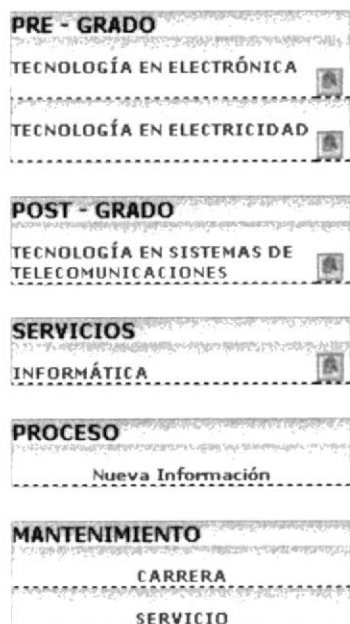 PRE - GRADO
TECNOLOGÍA EN ELECTRÓNICA
TECNOLOGÍA EN ELECTRICIDAD
POST - GRADO
TECNOLOGÍA EN SISTEMAS DE
TELECOMUNICACIONES
SERVICIOS
INFORMÁTICA
PROCESO
Nueva Información
MANTENIMIENTO
CARRERA
SERVICIO